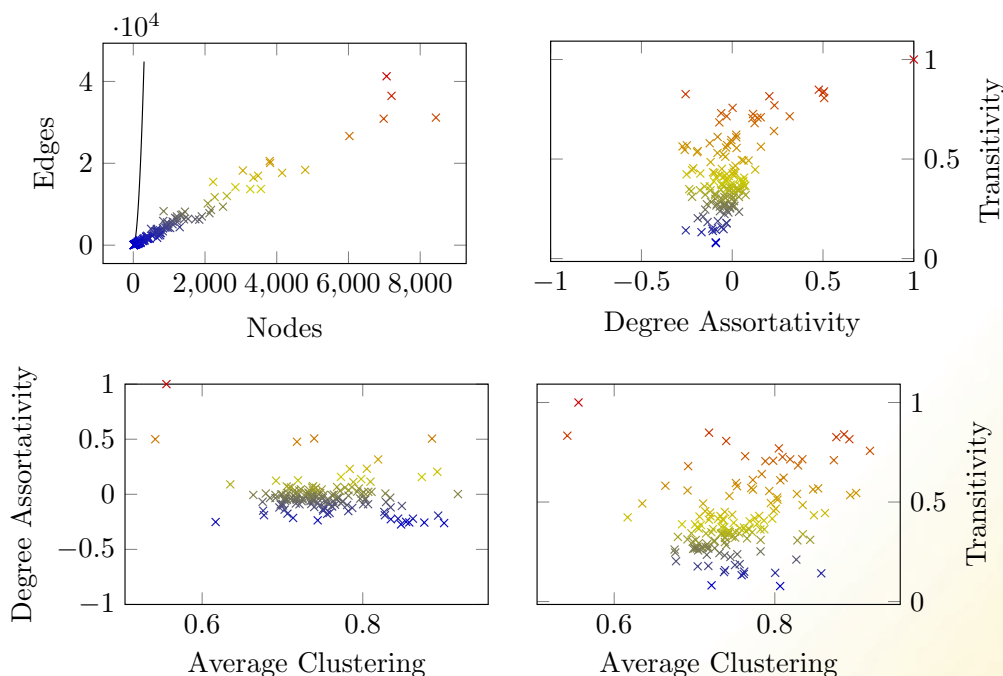 ·10⁴
4
2
0
Edges
0 2,000 4,000 6,000 8,000
Nodes
1
0.5
0
Transitivity
−1 −0.5 0 0.5 1
Degree Assortativity
1
0.5
0
−0.5
−1
Degree Assortativity
0.6 0.8
Average Clustering
1
0.5
0
Transitivity
0.6 0.8
Average Clustering